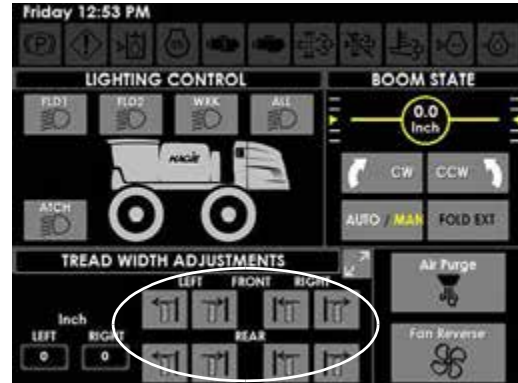 Friday 12:53 PM
LIGHTING CONTROL
FLD1 FLD2 WRK ALL
HAGIE
ATCH
BOOM STATE
0.0
Inch
CW CCW
AUTO / MAN FOLD EXT
TREAD WIDTH ADJUSTMENTS
LEFT FRONT RIGHT
Inch
LEFT RIGHT
0 0
REAR
Air Purge
Fan Reverse